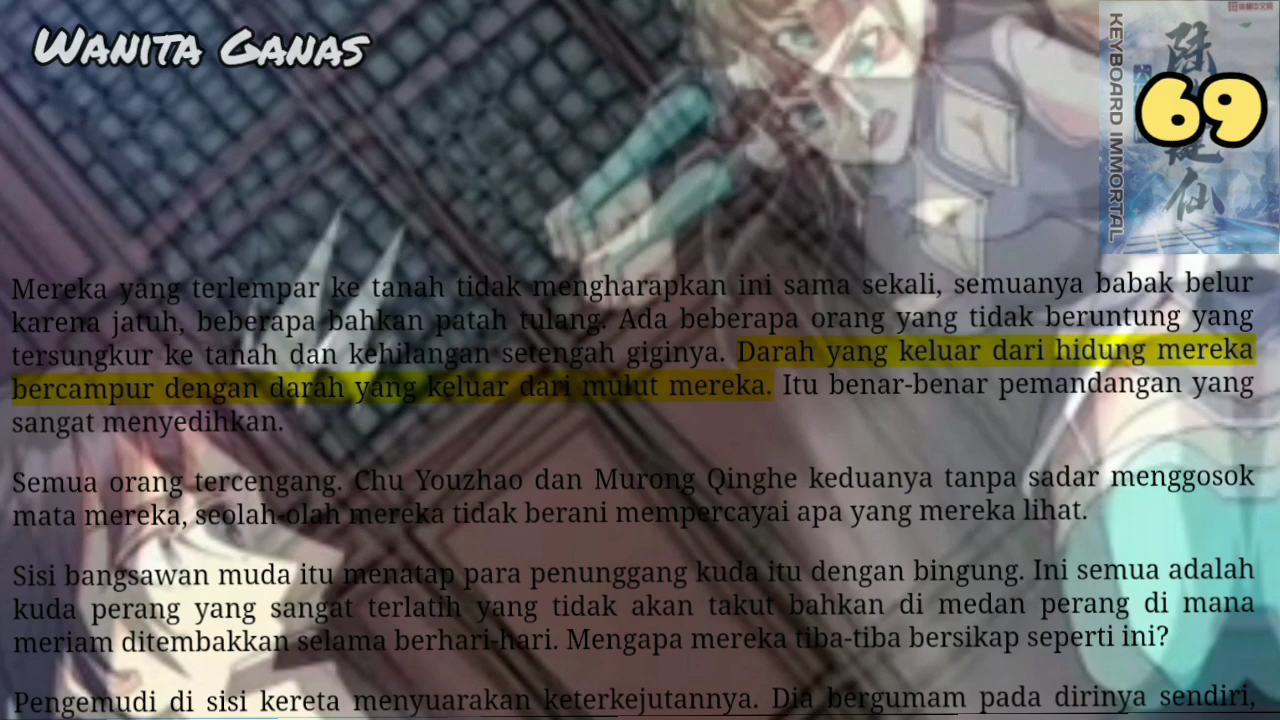 Wanita Ganas
KEYBOARD IMMORTAL
陆
仙
69
Mereka yang terlempar ke tanah tidak mengharapkan ini sama sekali, semuanya babak belur
karena jatuh, beberapa bahkan patah tulang. Ada beberapa orang yang tidak beruntung yang
tersungkur ke tanah dan kehilangan setengah giginya. Darah yang keluar dari hidung mereka
bercampur dengan darah yang keluar dari mulut mereka. Itu benar-benar pemandangan yang
sangat menyedihkan.
Semua orang tercengang. Chu Youzhao dan Murong Qinghe keduanya tanpa sadar menggosok
mata mereka, seolah-olah mereka tidak berani mempercayai apa yang mereka lihat.
Sisi bangsawan muda itu menatap para penunggang kuda itu dengan bingung. Ini semua adalah
kuda perang yang sangat terlatih yang tidak akan takut bahkan di medan perang di mana
meriam ditembakkan selama berhari-hari. Mengapa mereka tiba-tiba bersikap seperti ini?
Pengemudi di sisi kereta menyuarakan keterkejutannya. Dia bergumam pada dirinya sendiri,